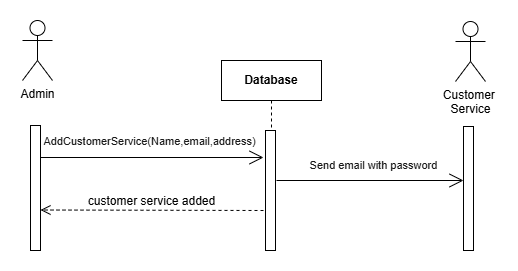 Database
Admin
Customer
Service
AddCustomerService(Name,email,address)
Send email with password
customer service added